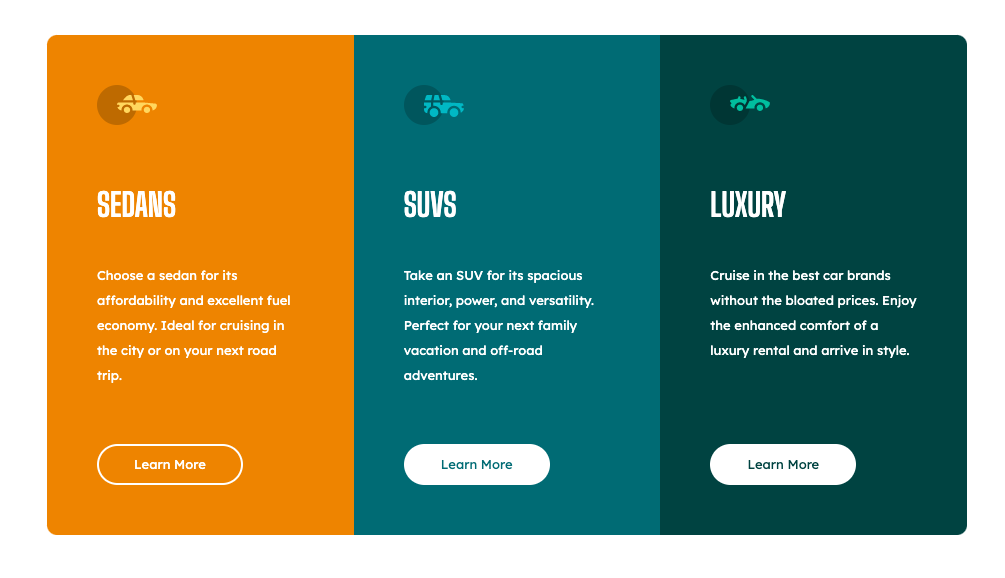 SEDANS
Choose a sedan for its
affordability and excellent fuel
economy. Ideal for cruising in
the city or on your next road
trip.
Learn More
SUVS
Take an SUV for its spacious
interior, power, and versatility.
Perfect for your next family
vacation and off-road
adventures.
Learn More
LUXURY
Cruise in the best car brands
without the bloated prices. Enjoy
the enhanced comfort of a
luxury rental and arrive in style.
Learn More